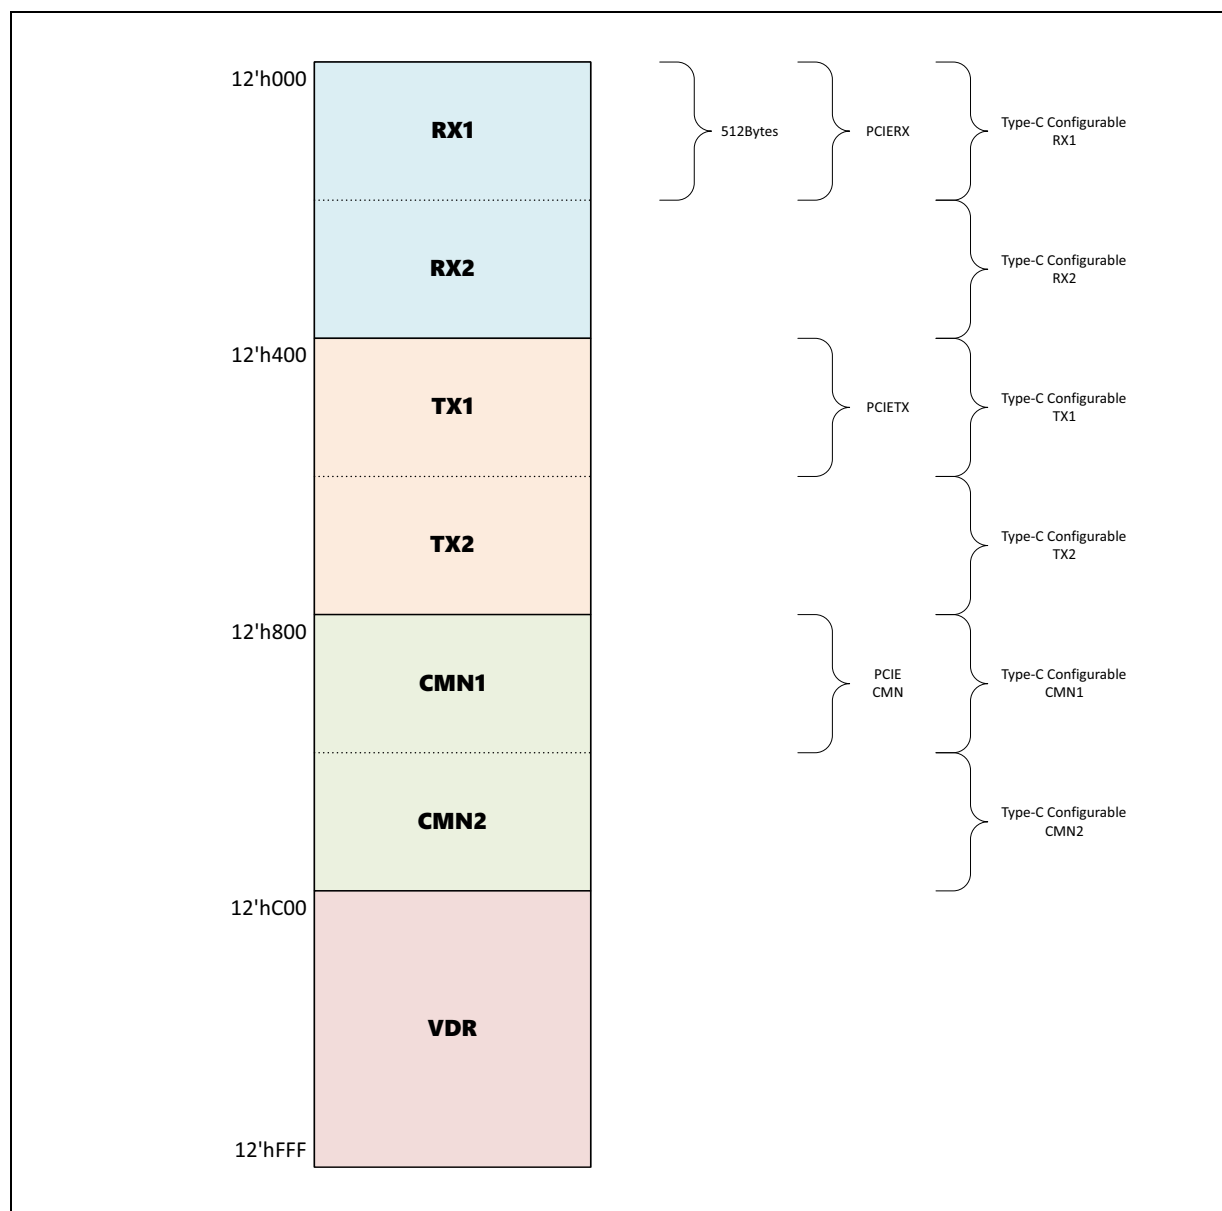 12'h000
RX1
512Bytes
PCIERX
Type-C Configurable
RX1
RX2
Type-C Configurable
RX2
12'h400
TX1
PCIETX
Type-C Configurable
TX1
TX2
Type-C Configurable
TX2
12'h800
CMN1
PCIE
CMN
Type-C Configurable
CMN1
CMN2
Type-C Configurable
CMN2
12'hC00
VDR
12'hFFF